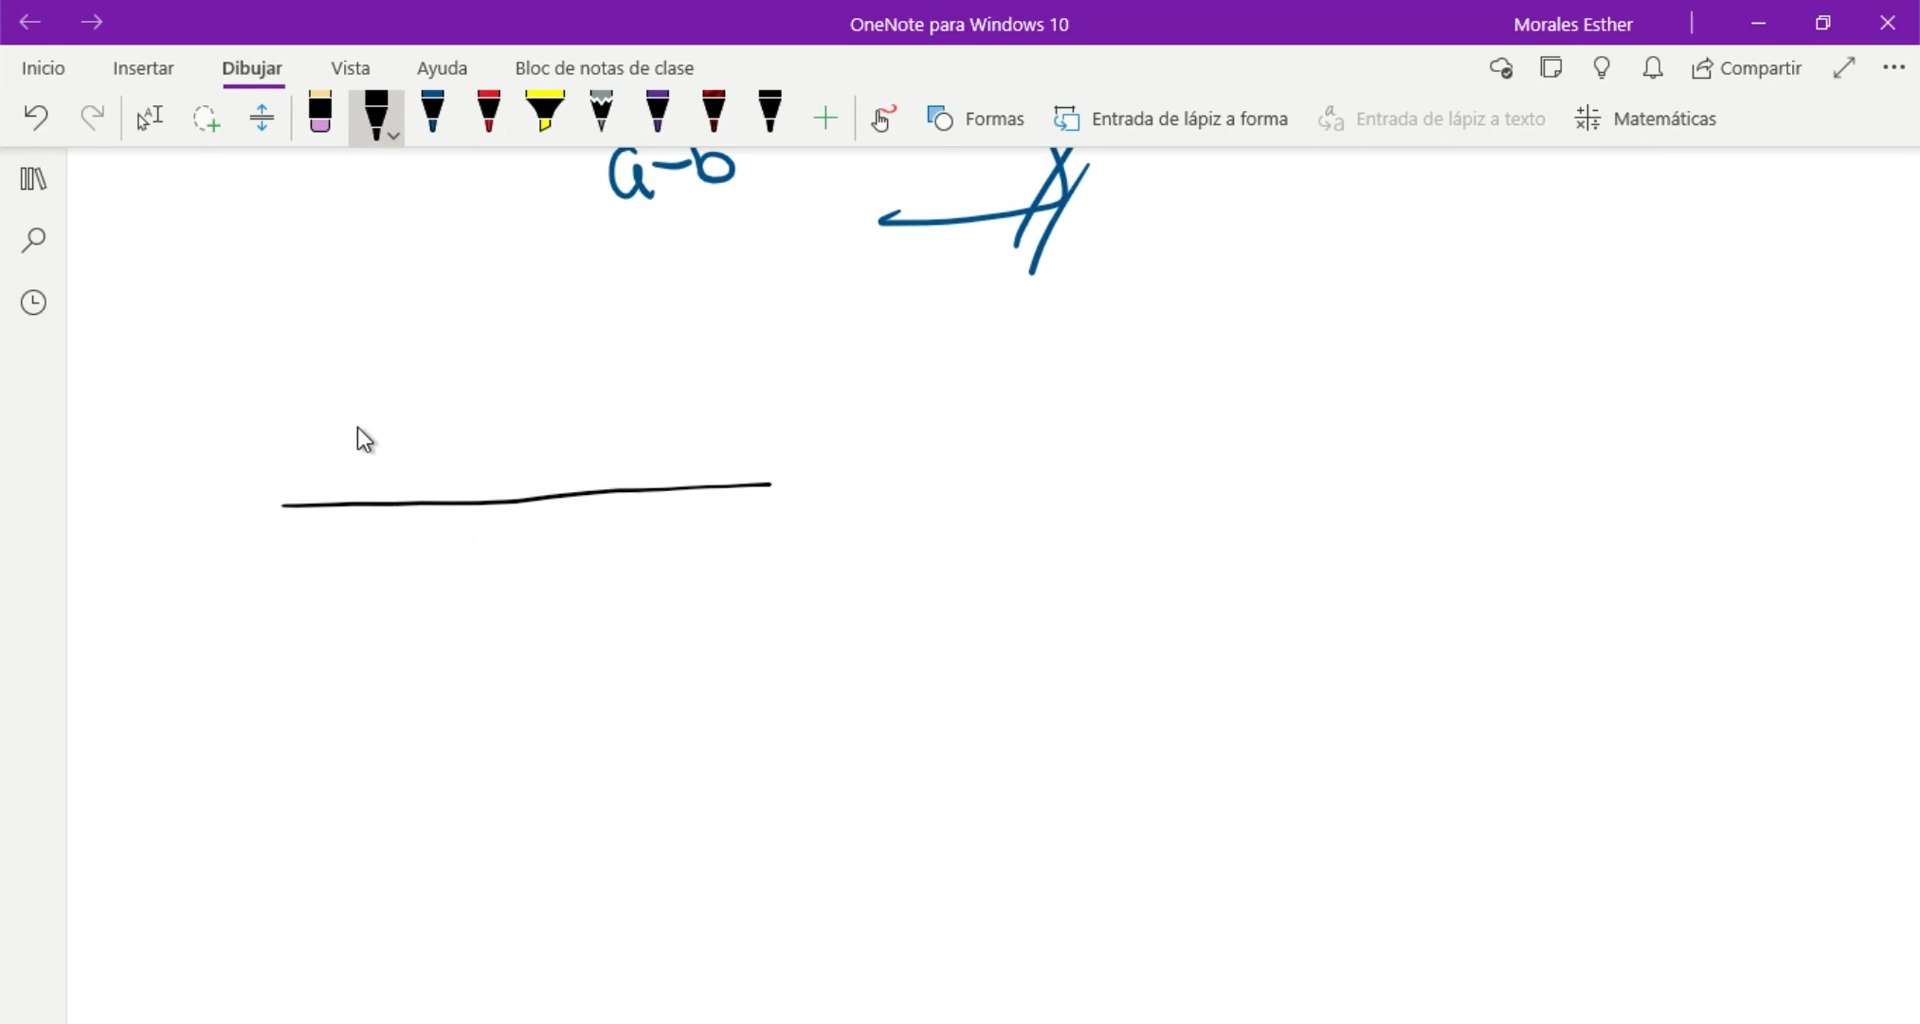 OneNote para Windows 10
Morales Esther
Inicio Insertar Dibujar Vista Ayuda Bloc de notas de clase
Compartir
Formas Entrada de lápiz a forma Entrada de lápiz a texto Matemáticas
a-b